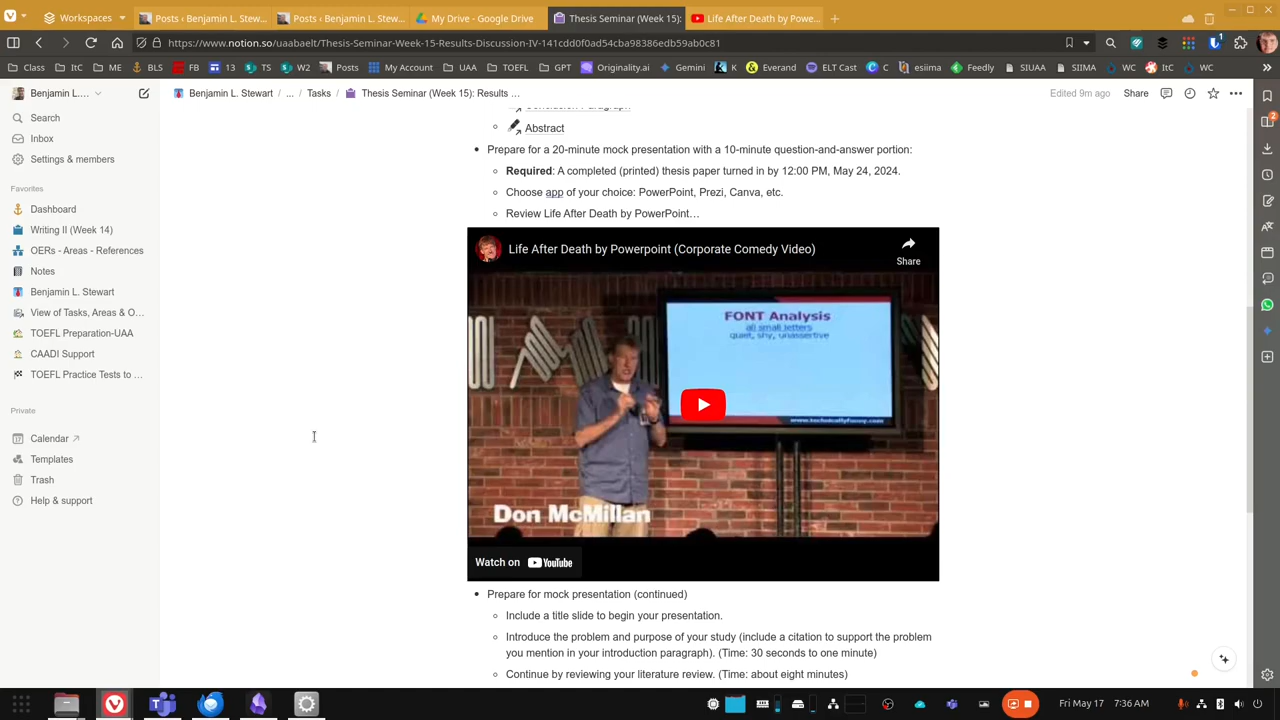 Posts ‹ Benjamin L. Stew...
Posts ‹ Benjamin L. Stew...
My Drive - Google Drive
Thesis Seminar (Week 15):
Life After Death by Powe...
Workspaces
https://www.notion.so/uaabaelt/Thesis-Seminar-Week-15-Results-Discussion-IV-141cdd0f0ad54cba98386edb59ab0c81
Class
ItC
ME
BLS
FB
13
TS
W2
Posts
My Account
UAA
TOEFL
GPT
Originality.ai
Gemini
K
Everand
ELT Cast
C
esiima
Feedly
SIUAA
SIIMA
WC
ItC
WC
Benjamin L....
Benjamin L. Stewart / ... / Tasks / Thesis Seminar (Week 15): Results ...
Edited 9m ago
Share
Search
Inbox
Settings & members
Favorites
Dashboard
Writing II (Week 14)
OERs - Areas - References
Notes
Benjamin L. Stewart
View of Tasks, Areas & O...
TOEFL Preparation-UAA
CAADI Support
TOEFL Practice Tests to ...
Private
Calendar ↗
Templates
Trash
Help & support
Conclusion Paragraph
Abstract
Prepare for a 20-minute mock presentation with a 10-minute question-and-answer portion:
Required: A completed (printed) thesis paper turned in by 12:00 PM, May 24, 2024.
Choose app of your choice: PowerPoint, Prezi, Canva, etc.
Review Life After Death by PowerPoint…
Life After Death by Powerpoint (Corporate Comedy Video)
Share
FONT Analysis
all small letters
quiet, shy, unassertive
www.technicallyfunny.com
Don McMillan
Watch on YouTube
Prepare for mock presentation (continued)
Include a title slide to begin your presentation.
Introduce the problem and purpose of your study (include a citation to support the problem
you mention in your introduction paragraph). (Time: 30 seconds to one minute)
Continue by reviewing your literature review. (Time: about eight minutes)
2
Fri May 17
7:36 AM